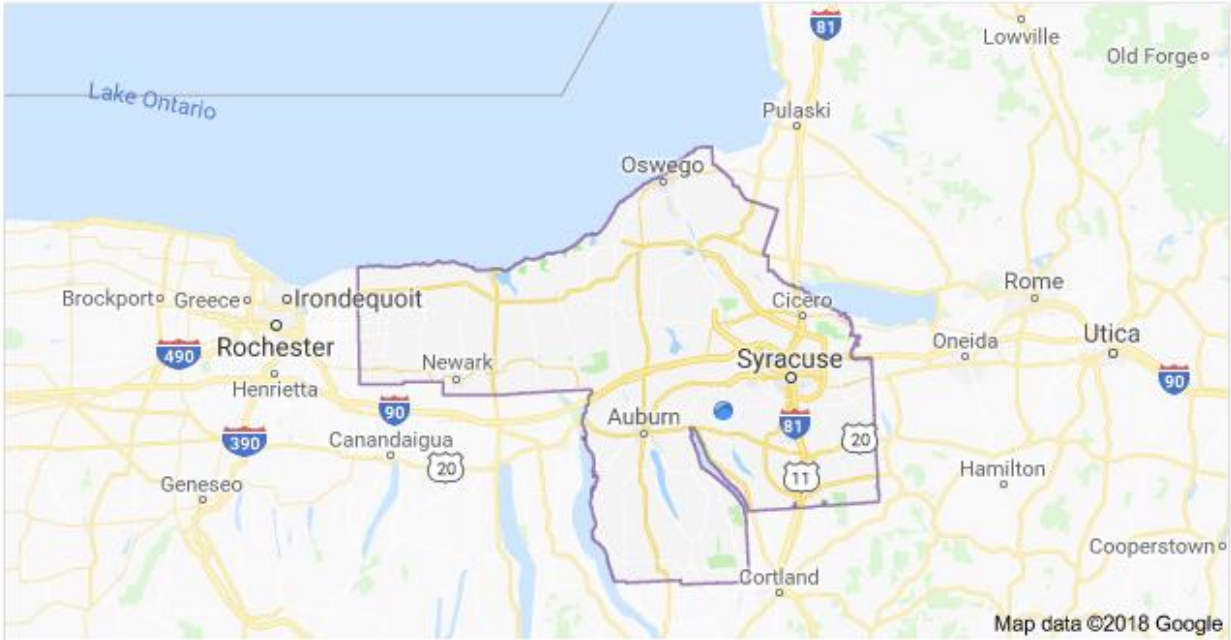 81
Lowville
Old Forge
Lake Ontario
Pulaski
Oswego
Brockport
Greece
Irondequoit
Cicero
Rome
Rochester
490
Henrietta
Newark
Syracuse
Oneida
Utica
90
90
Auburn
81
390
Canandaigua
20
20
Geneseo
11
Hamilton
Cortland
Cooperstown
Map data ©2018 Google